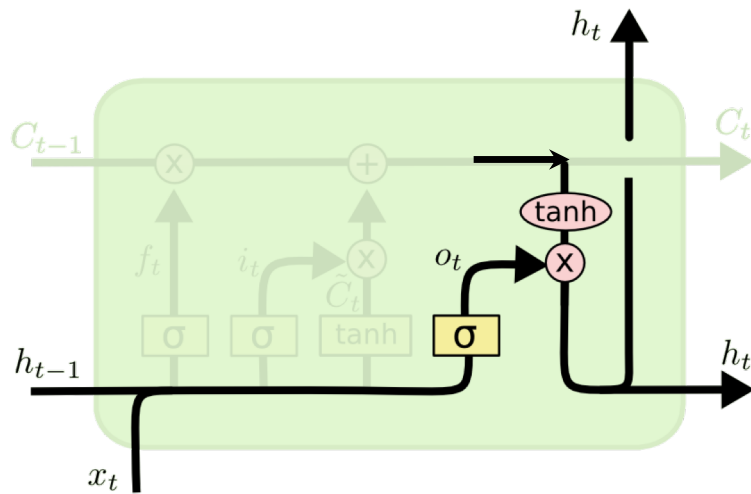 h_t
C_{t-1}
C_t
x
+
tanh
f_t
i_t
x
C̃_t
o_t
x
σ
σ
tanh
σ
h_{t-1}
h_t
x_t